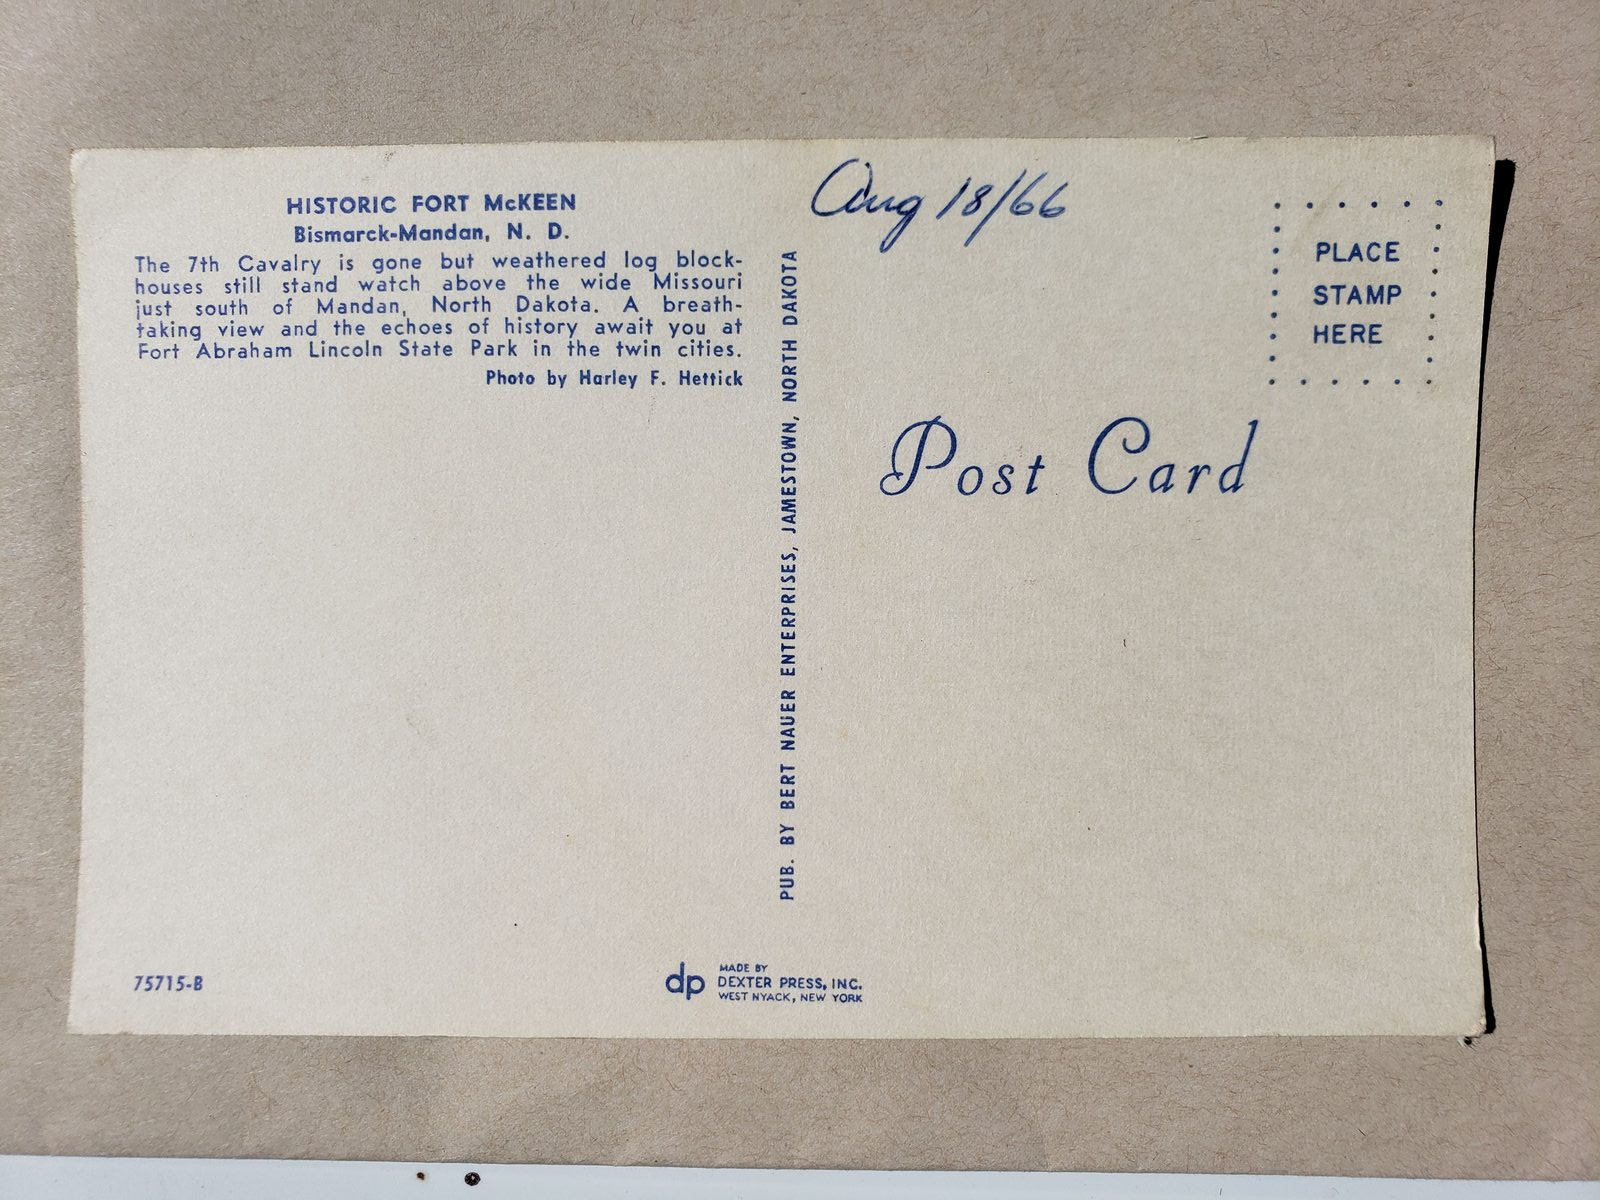 HISTORIC FORT McKEEN
Bismarck-Mandan, N. D.
The 7th Cavalry is gone but weathered log block-
houses still stand watch above the wide Missouri
just south of Mandan, North Dakota. A breath-
taking view and the echoes of history await you at
Fort Abraham Lincoln State Park in the twin cities.
Photo by Harley F. Hettick
75715-B
PUB. BY BERT NAUER ENTERPRISES, JAMESTOWN, NORTH DAKOTA
dp
MADE BY
DEXTER PRESS, INC.
WEST NYACK, NEW YORK
Aug 18/66
PLACE
STAMP
HERE
Post Card